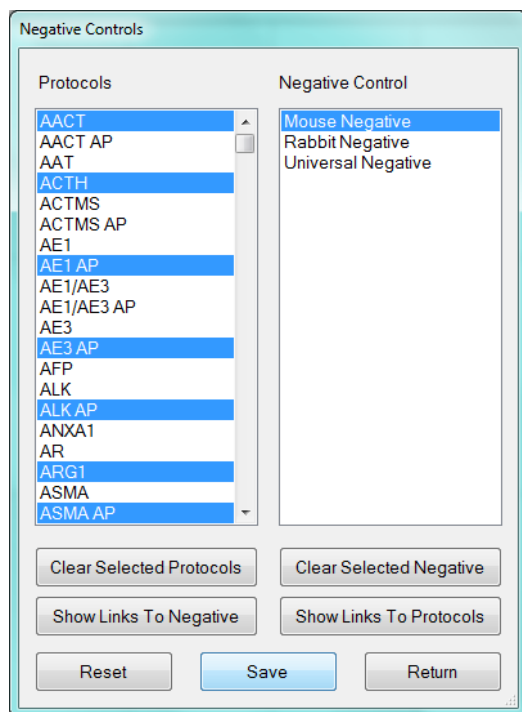 Negative Controls
Protocols
Negative Control
AACT
AACT AP
AAT
ACTH
ACTMS
ACTMS AP
AE1
AE1 AP
AE1/AE3
AE1/AE3 AP
AE3
AE3 AP
AFP
ALK
ALK AP
ANXA1
AR
ARG1
ASMA
ASMA AP
Mouse Negative
Rabbit Negative
Universal Negative
Clear Selected Protocols
Clear Selected Negative
Show Links To Negative
Show Links To Protocols
Reset
Save
Return